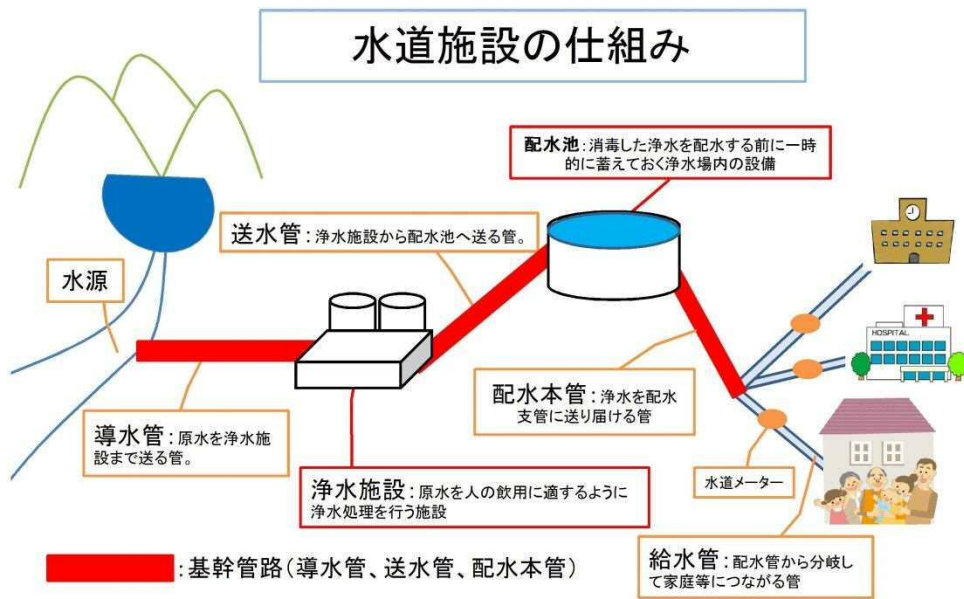 水道施設の仕組み
配水池：消毒した浄水を配水する前に一時
的に蓄えておく浄水場内の設備
送水管：浄水施設から配水池へ送る管。
水源
HOSPITAL
配水本管：浄水を配水
支管に送り届ける管
導水管：原水を浄水施
設まで送る管。
水道メーター
浄水施設：原水を人の飲用に適するように
浄水処理を行う施設
給水管：配水管から分岐し
て家庭等につながる管
：基幹管路（導水管、送水管、配水本管）